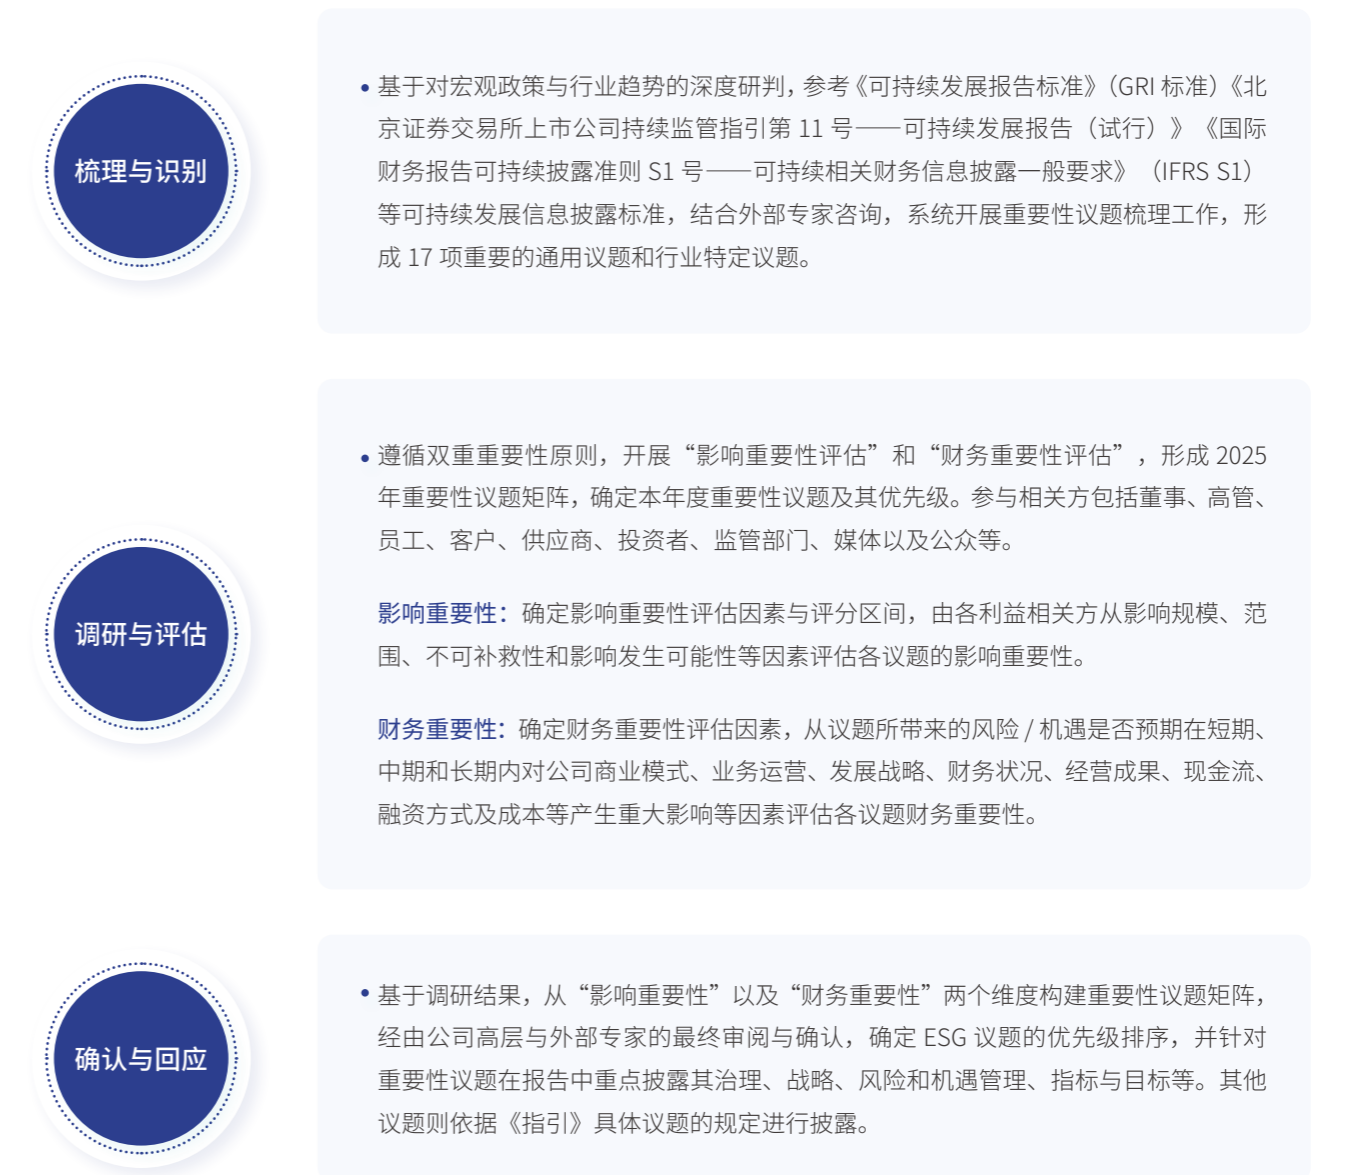 梳理与识别
• 基于对宏观政策与行业趋势的深度研判，参考《可持续发展报告标准》（GRI 标准）《北
京证券交易所上市公司持续监管指引第 11 号——可持续发展报告（试行）》《国际
财务报告可持续披露准则 S1 号——可持续相关财务信息披露一般要求》（IFRS S1）
等可持续发展信息披露标准，结合外部专家咨询，系统开展重要性议题梳理工作，形
成 17 项重要的通用议题和行业特定议题。
调研与评估
• 遵循双重重要性原则，开展“影响重要性评估”和“财务重要性评估”，形成 2025
年重要性议题矩阵，确定本年度重要性议题及其优先级。参与相关方包括董事、高管、
员工、客户、供应商、投资者、监管部门、媒体以及公众等。
影响重要性：确定影响重要性评估因素与评分区间，由各利益相关方从影响规模、范
围、不可补救性和影响发生可能性等因素评估各议题的影响重要性。
财务重要性：确定财务重要性评估因素，从议题所带来的风险 / 机遇是否预期在短期、
中期和长期内对公司商业模式、业务运营、发展战略、财务状况、经营成果、现金流、
融资方式及成本等产生重大影响等因素评估各议题财务重要性。
确认与回应
• 基于调研结果，从“影响重要性”以及“财务重要性”两个维度构建重要性议题矩阵，
经由公司高层与外部专家的最终审阅与确认，确定 ESG 议题的优先级排序，并针对
重要性议题在报告中重点披露其治理、战略、风险和机遇管理、指标与目标等。其他
议题则依据《指引》具体议题的规定进行披露。